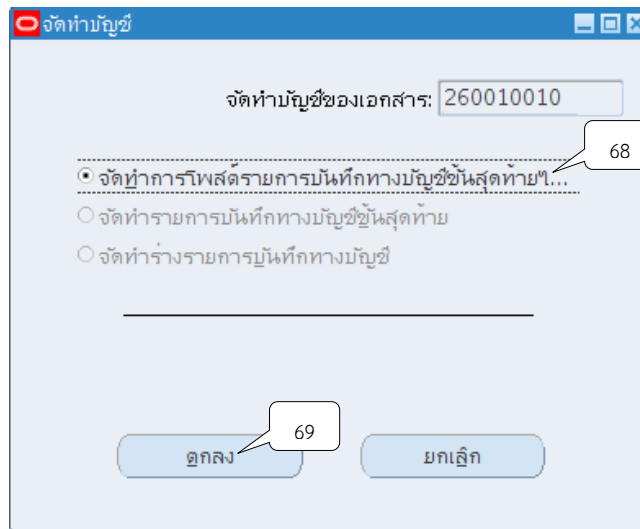 จัดทำบัญชี
จัดทำบัญชีของเอกสาร: 260010010
68
จัดทำการโพสต์รายการบันทึกทางบัญชีขั้นสุดท้ายฯ...
จัดทำรายการบันทึกทางบัญชีขั้นสุดท้าย
จัดทำร่างรายการบันทึกทางบัญชี
69
ตกลง ยกเลิก